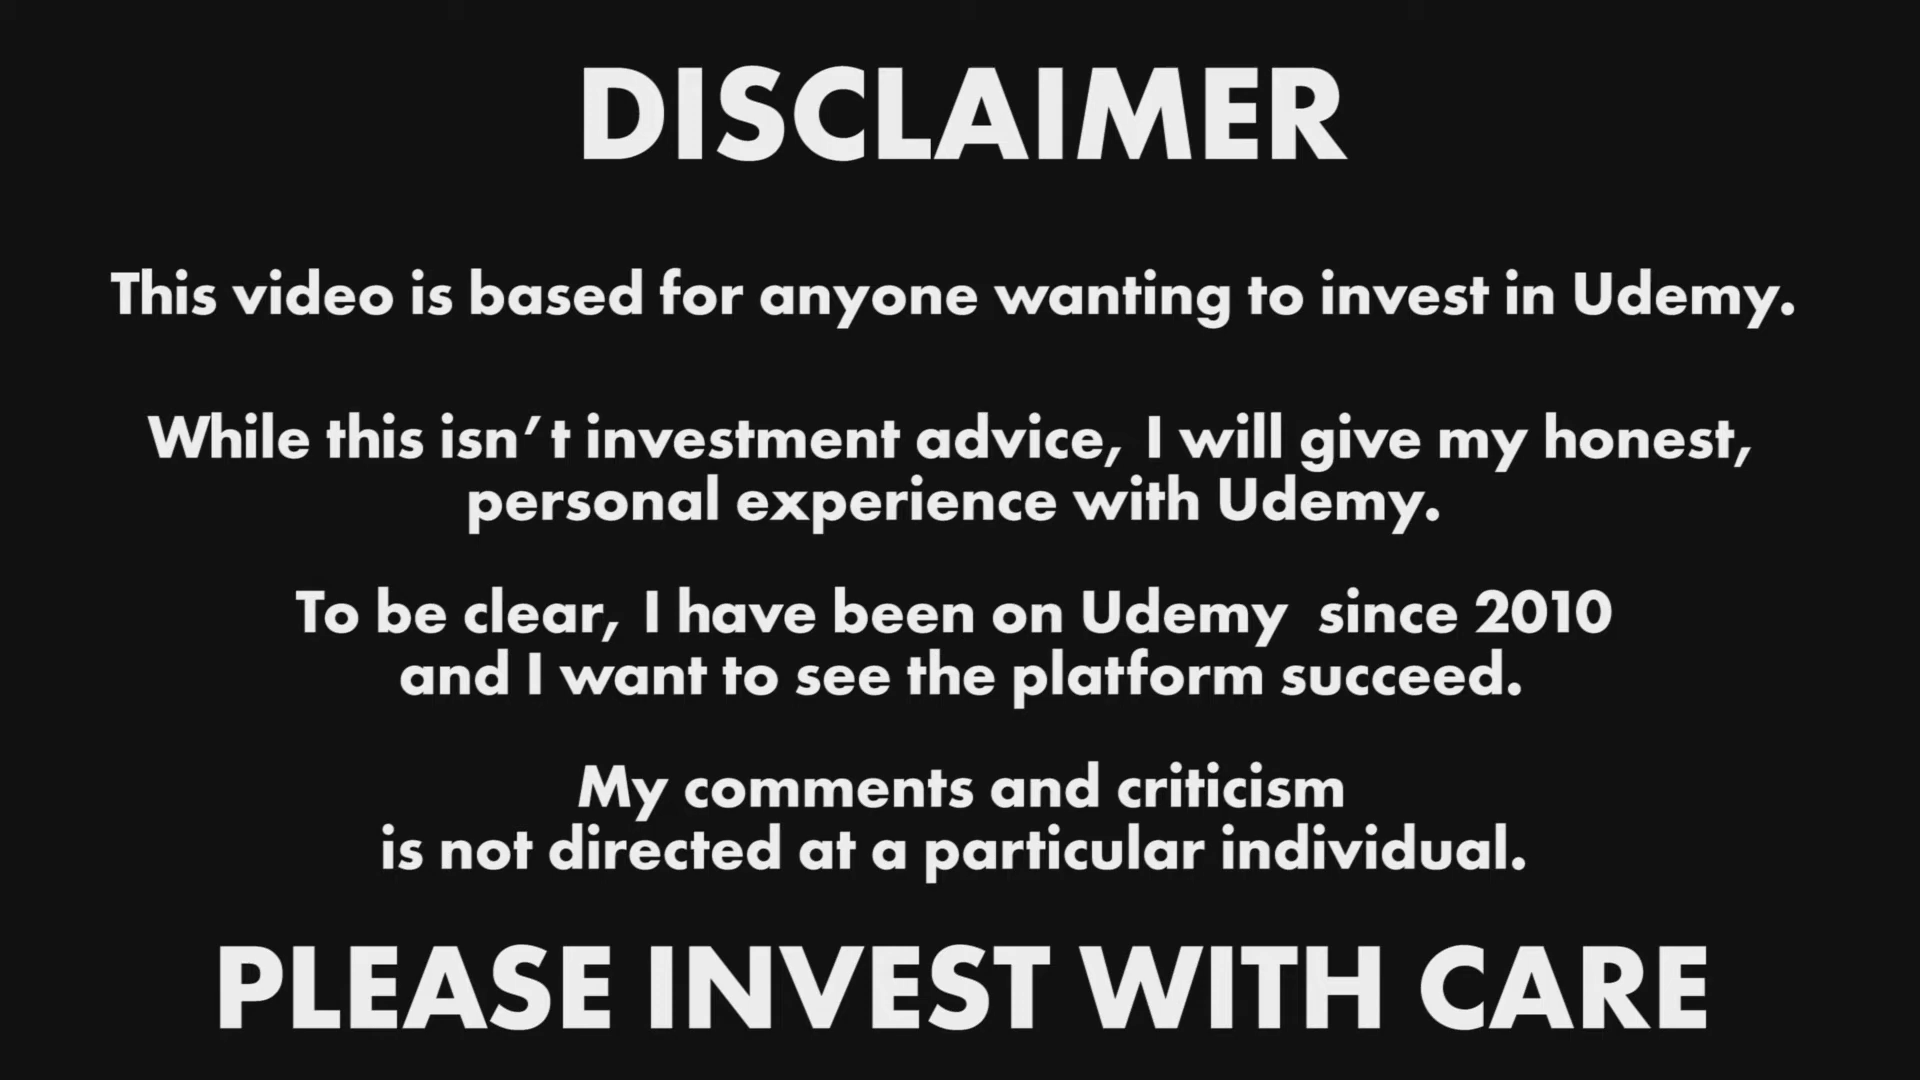 DISCLAIMER
This video is based for anyone wanting to invest in Udemy.
While this isn't investment advice, I will give my honest,
personal experience with Udemy.
To be clear, I have been on Udemy  since 2010
and I want to see the platform succeed.
My comments and criticism
is not directed at a particular individual.
PLEASE INVEST WITH CARE